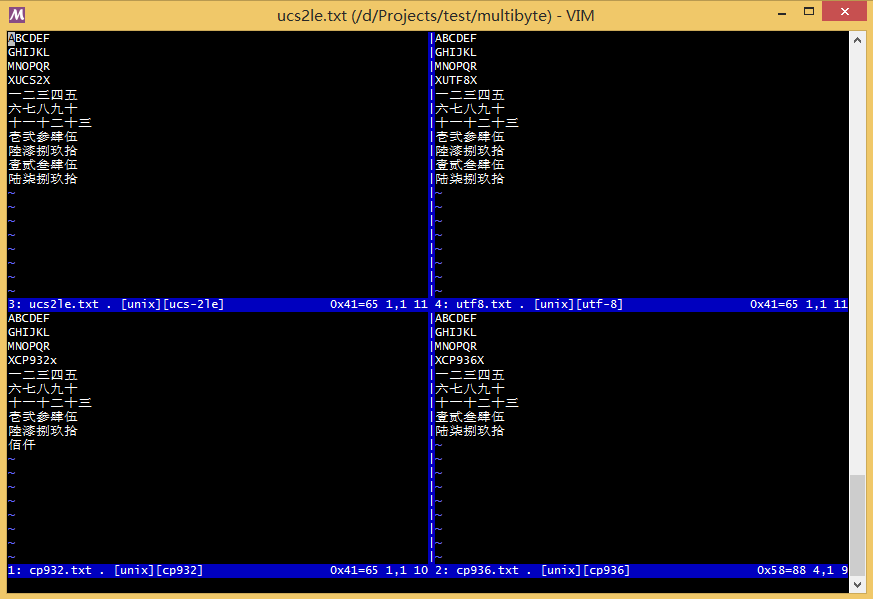 ucs2le.txt (/d/Projects/test/multibyte) - VIM
ABCDEF
GHIJKL
MNOPQR
XUCS2X
一二三四五
六七八九十
十一十二十三
壱弐参肆伍
陸漆捌玖拾
壹贰叁肆伍
陆柒捌玖拾
~
~
~
~
~
~
~
~
3: ucs2le.txt . [unix][ucs-2le] 0x41=65 1,1 11
|ABCDEF
|GHIJKL
|MNOPQR
|XUTF8X
|一二三四五
|六七八九十
|十一十二十三
|壱弐参肆伍
|陸漆捌玖拾
|壹贰叁肆伍
|陆柒捌玖拾
|~
|~
|~
|~
|~
|~
|~
|~
4: utf8.txt . [unix][utf-8] 0x41=65 1,1 11
ABCDEF
GHIJKL
MNOPQR
XCP932x
一二三四五
六七八九十
十一十二十三
壱弐参肆伍
陸漆捌玖拾
佰仟
~
~
~
~
~
~
~
~
1: cp932.txt . [unix][cp932] 0x41=65 1,1 10
|ABCDEF
|GHIJKL
|MNOPQR
|XCP936X
|一二三四五
|六七八九十
|十一十二十三
|壹贰叁肆伍
|陆柒捌玖拾
|~
|~
|~
|~
|~
|~
|~
|~
|~
2: cp936.txt . [unix][cp936] 0x58=88 4,1 9